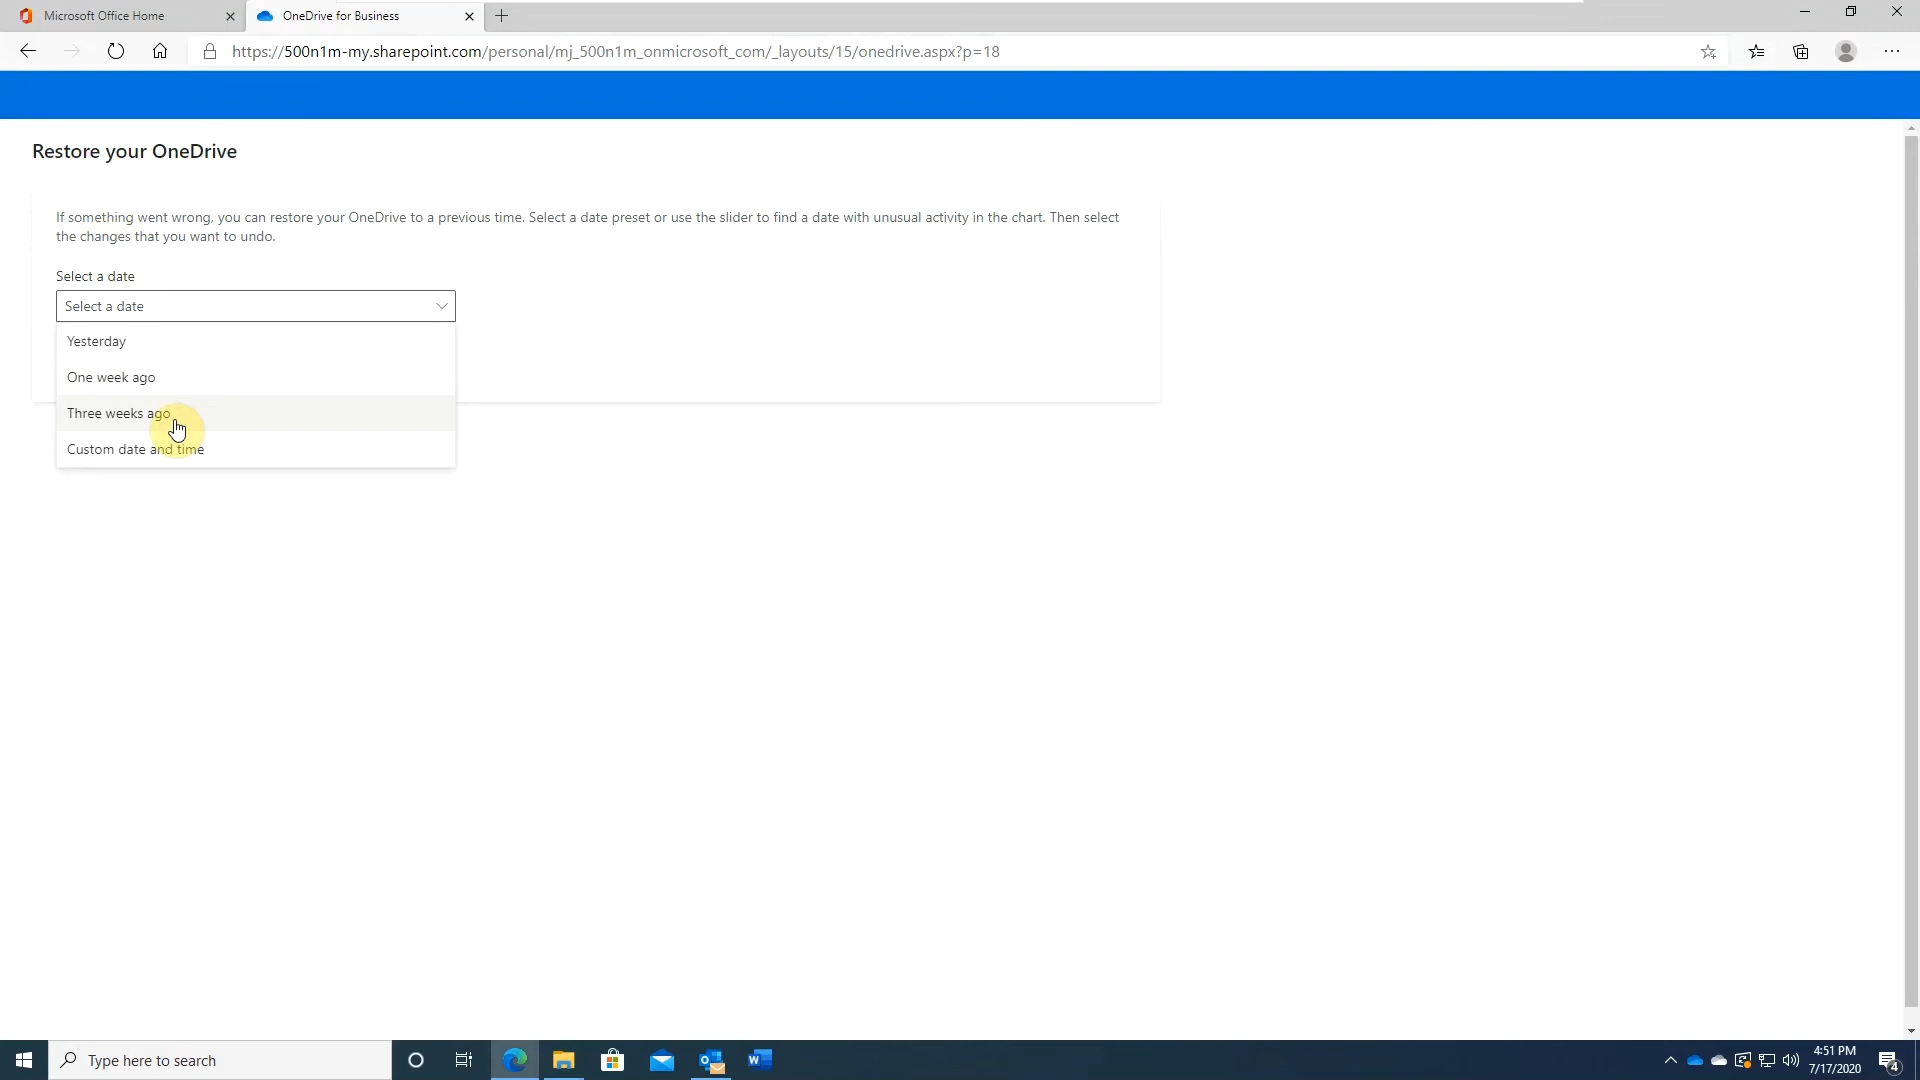 Microsoft Office Home
OneDrive for Business
https://500n1m-my.sharepoint.com/personal/mj_500n1m_onmicrosoft_com/_layouts/15/onedrive.aspx?p=18
Restore your OneDrive
If something went wrong, you can restore your OneDrive to a previous time. Select a date preset or use the slider to find a date with unusual activity in the chart. Then select
the changes that you want to undo.
Select a date
Select a date
Yesterday
One week ago
Three weeks ago
Custom date and time
Type here to search
4:51 PM
7/17/2020
4